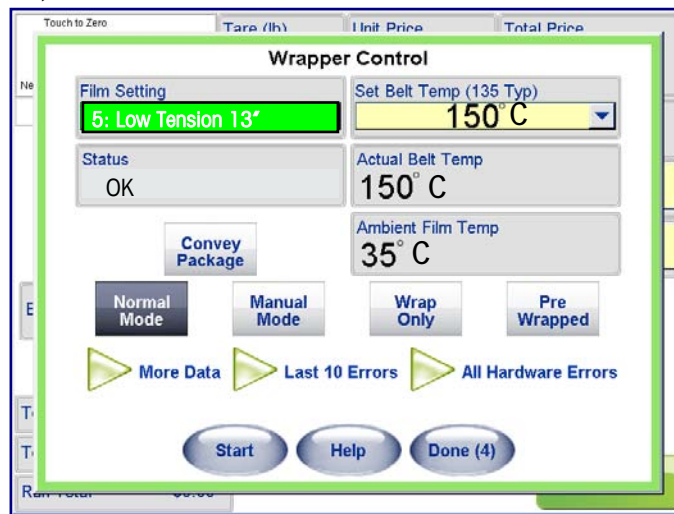 Touch to Zero
Tare (lb)
Unit Price
Total Price
Ne
Wrapper Control
Film Setting
5: Low Tension 13"
Set Belt Temp (135 Typ)
150°C
Status
OK
Actual Belt Temp
150° C
Ambient Film Temp
35° C
Convey
Package
E
Normal
Mode
Manual
Mode
Wrap
Only
Pre
Wrapped
More Data
Last 10 Errors
All Hardware Errors
Start
Help
Done (4)